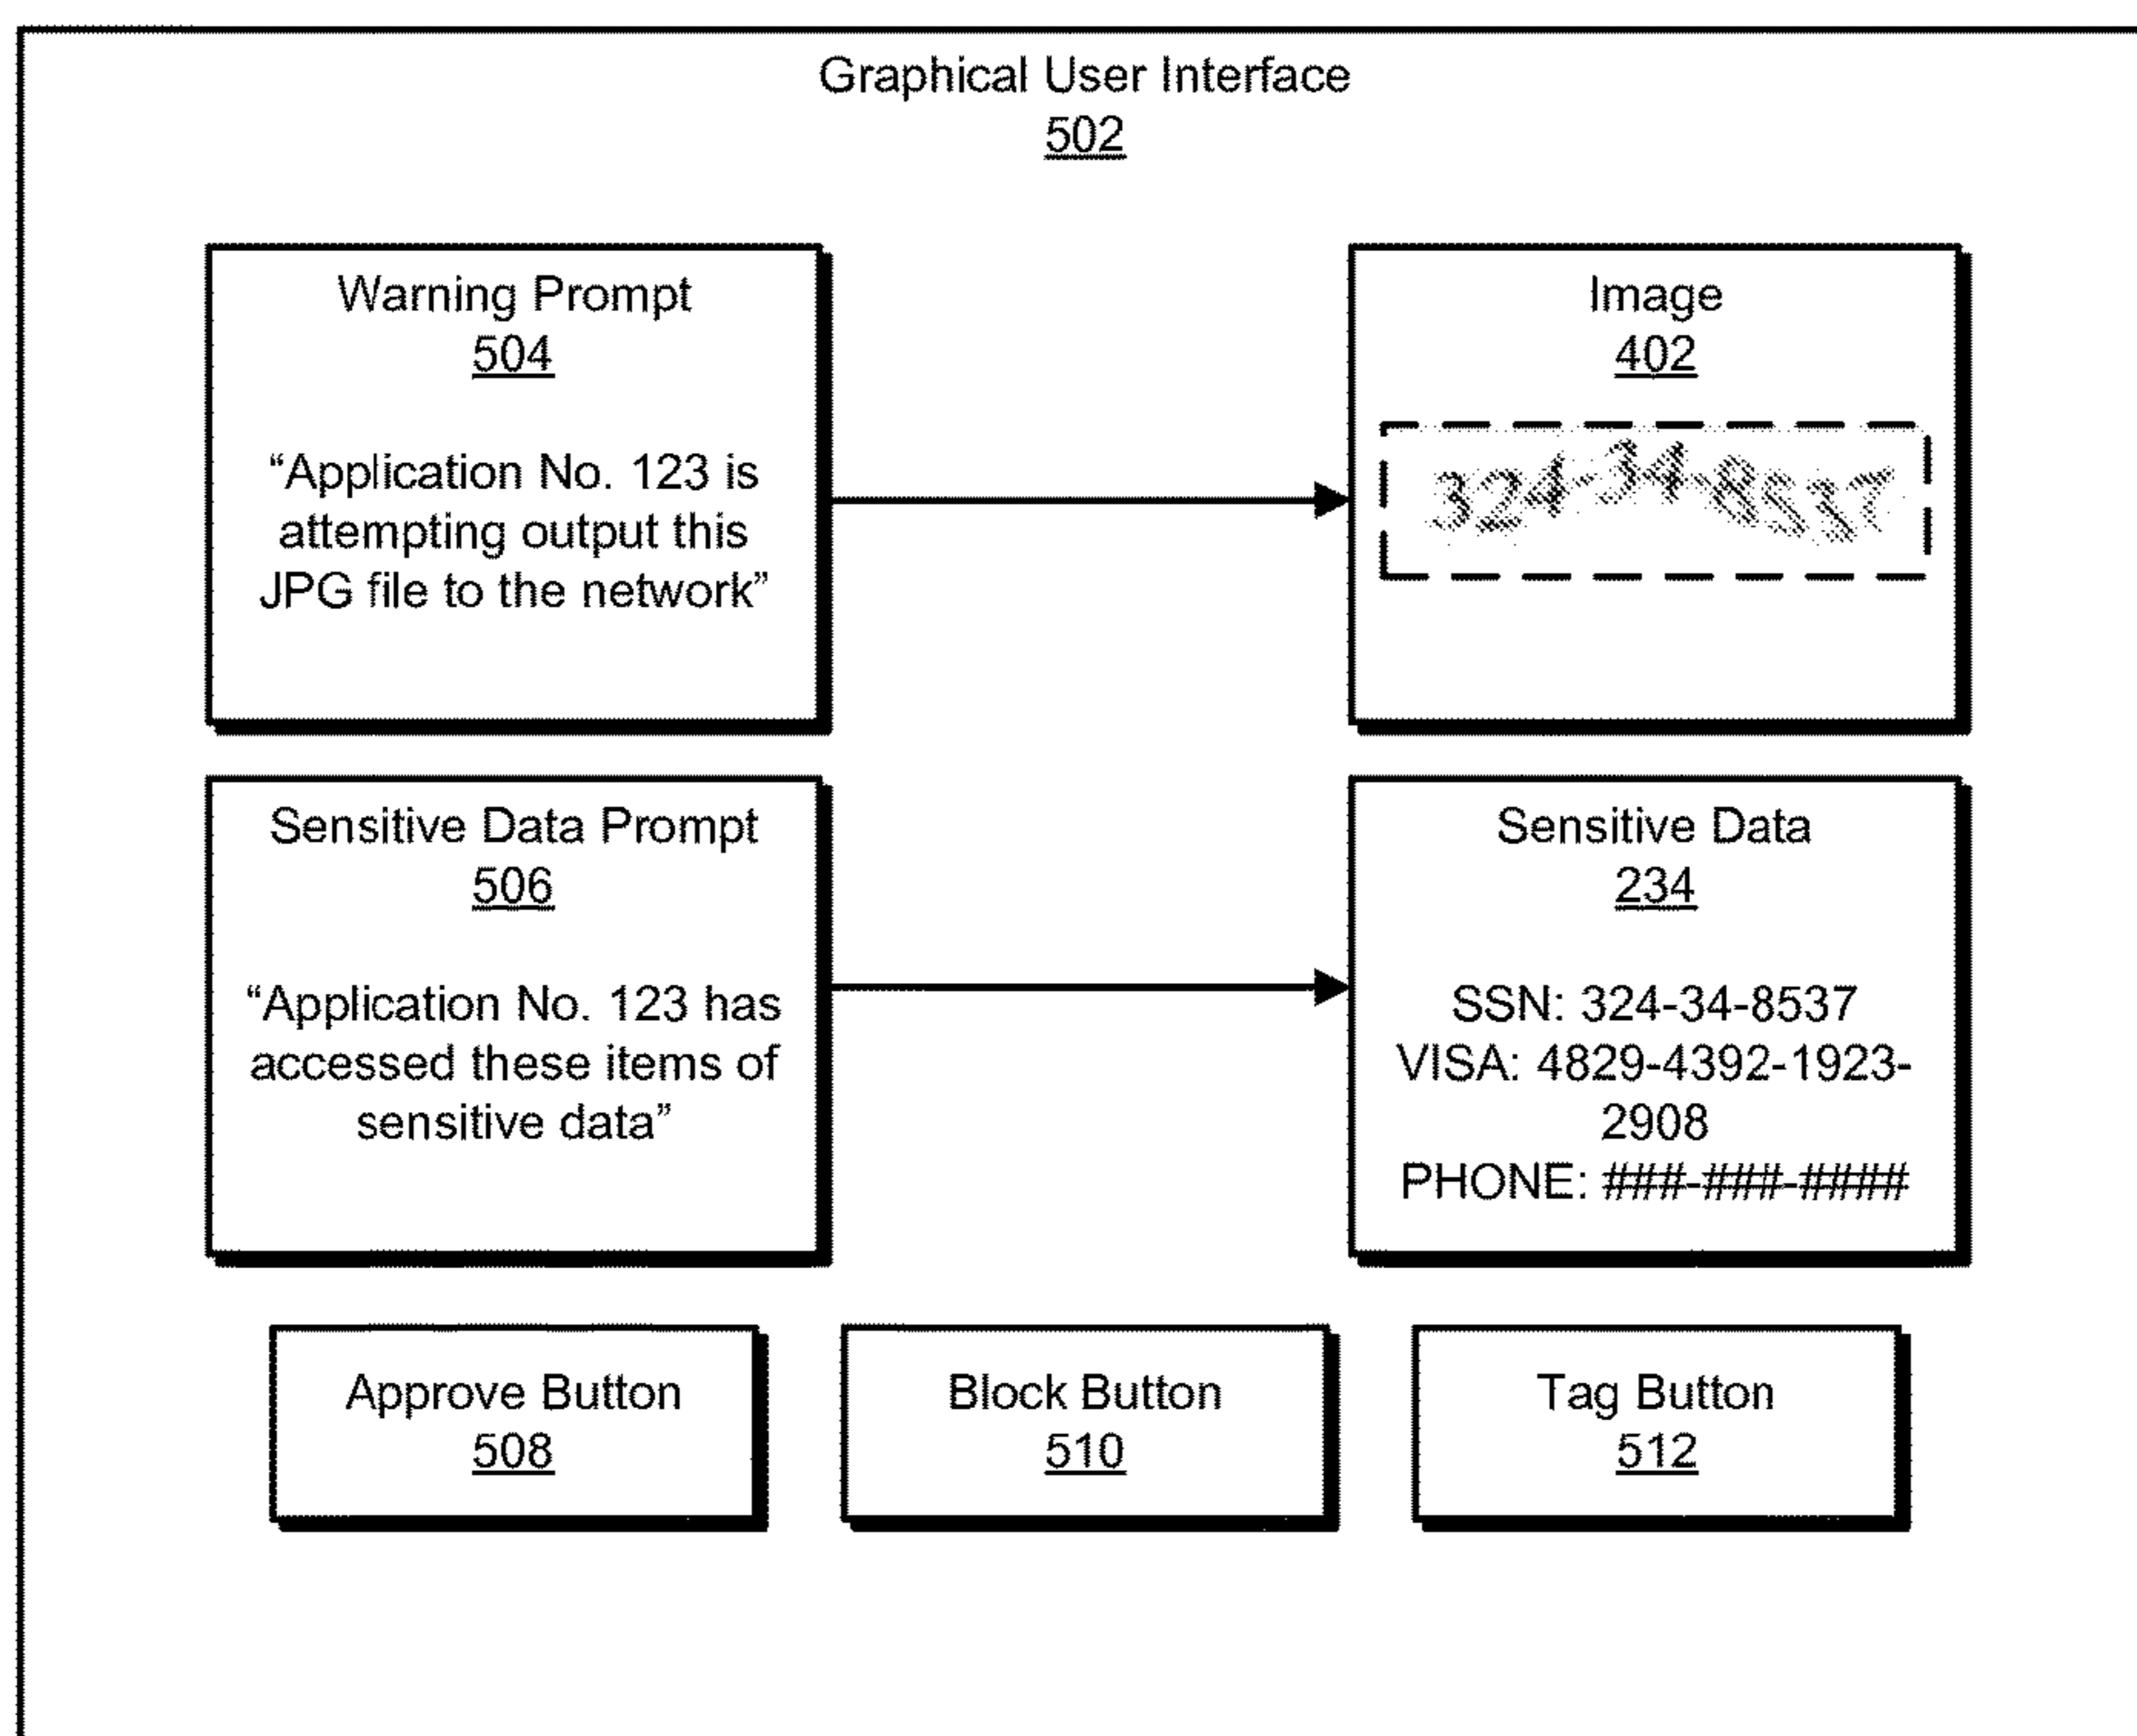 Graphical User Interface
502
Warning Prompt
504
“Application No. 123 is
attempting output this
JPG file to the network”
Image
402
324-34-8537
Sensitive Data Prompt
506
“Application No. 123 has
accessed these items of
sensitive data”
Sensitive Data
234
SSN: 324-34-8537
VISA: 4829-4392-1923-
2908
PHONE: ###-###-####
Approve Button
508
Block Button
510
Tag Button
512